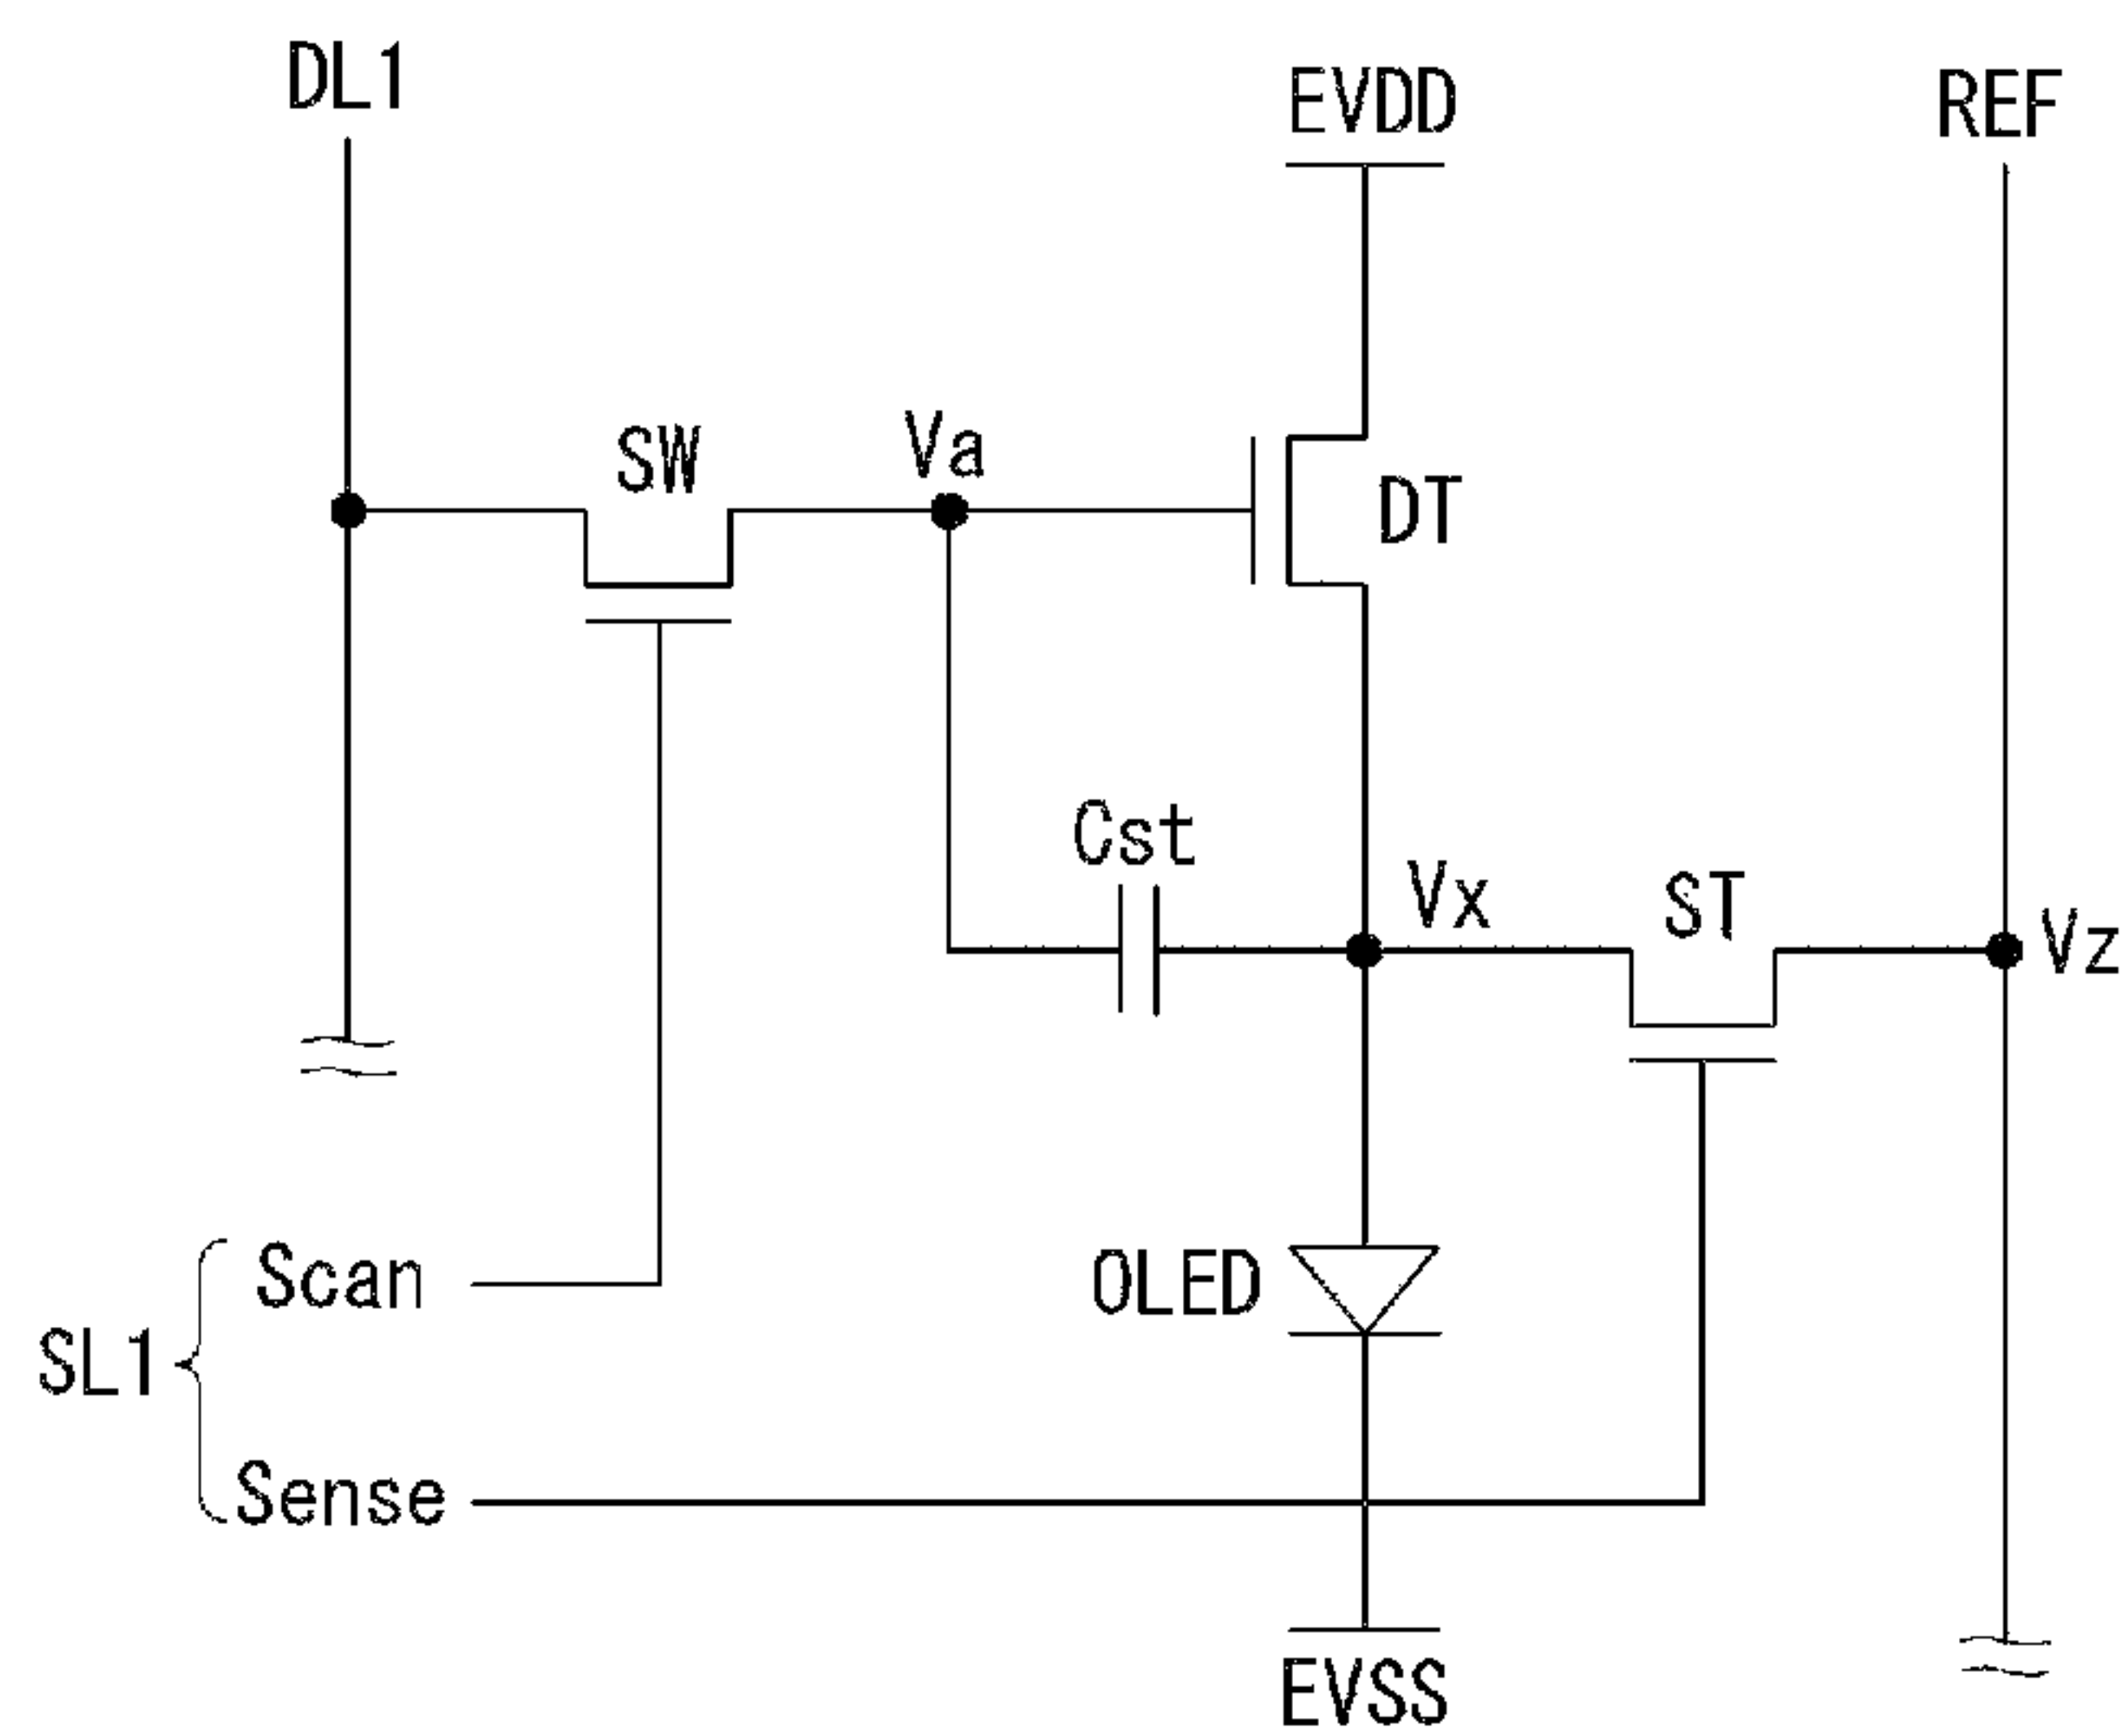 DL1
EVDD
REF
SW
Va
DT
Cst
Vx
ST
Vz
Scan
OLED
SL1
Sense
EVSS